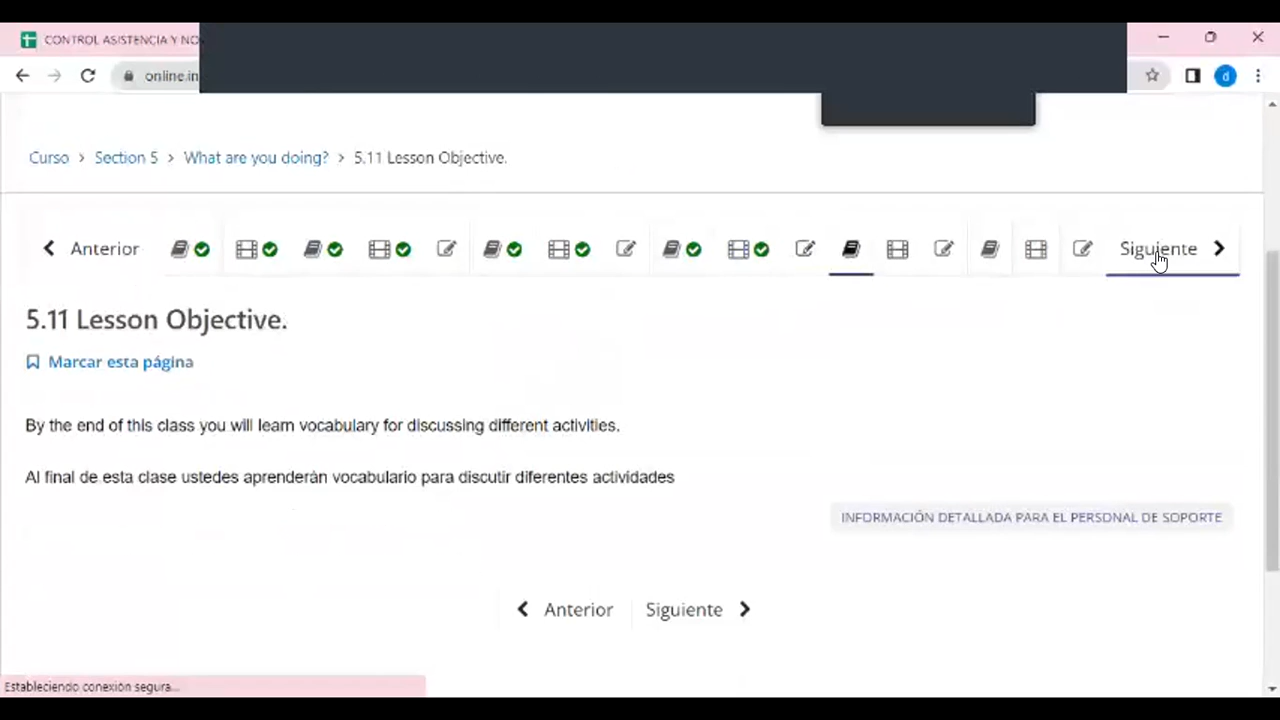 CONTROL ASISTENCIA Y NO
online.in
d
Curso > Section 5 > What are you doing? > 5.11 Lesson Objective.
Anterior
Siguiente
5.11 Lesson Objective.
Marcar esta página
By the end of this class you will learn vocabulary for discussing different activities.
Al final de esta clase ustedes aprenderán vocabulario para discutir diferentes actividades
INFORMACIÓN DETALLADA PARA EL PERSONAL DE SOPORTE
Anterior
Siguiente
Estableciendo conexión segura...